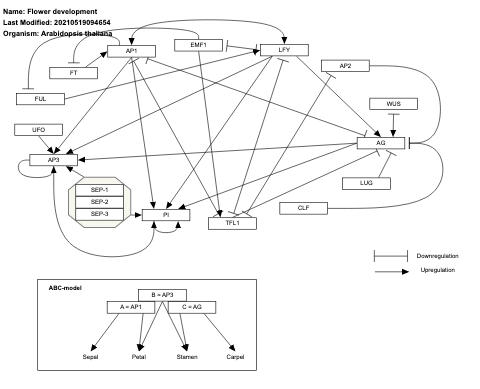 Name: Flower development
Last Modified: 20210519094654
Organism: Arabidopsis thaliana
EMF1
LFY
AP1
AP2
FT
FUL
WUS
UFO
AG
AP3
LUG
SEP-1
SEP-2
SEP-3
PI
CLF
TFL1
Downregulation
Upregulation
ABC-model
B = AP3
A = AP1
C = AG
Sepal
Petal
Stamen
Carpel